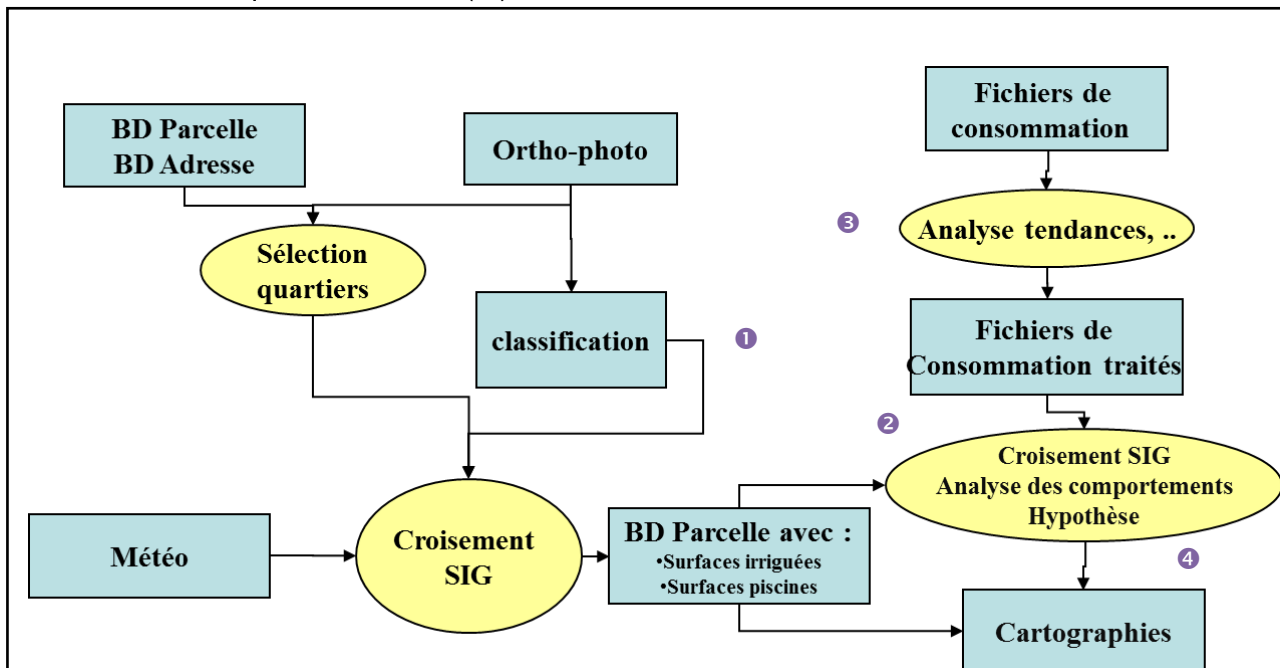 BD Parcelle
BD Adresse
Ortho-photo
Fichiers de
consommation
Sélection
quartiers
❸
Analyse tendances, ..
classification
❶
Fichiers de
Consommation traités
❷
Croisement SIG
Analyse des comportements
Hypothèse
Météo
Croisement
SIG
BD Parcelle avec :
•Surfaces irriguées
•Surfaces piscines
❹
Cartographies